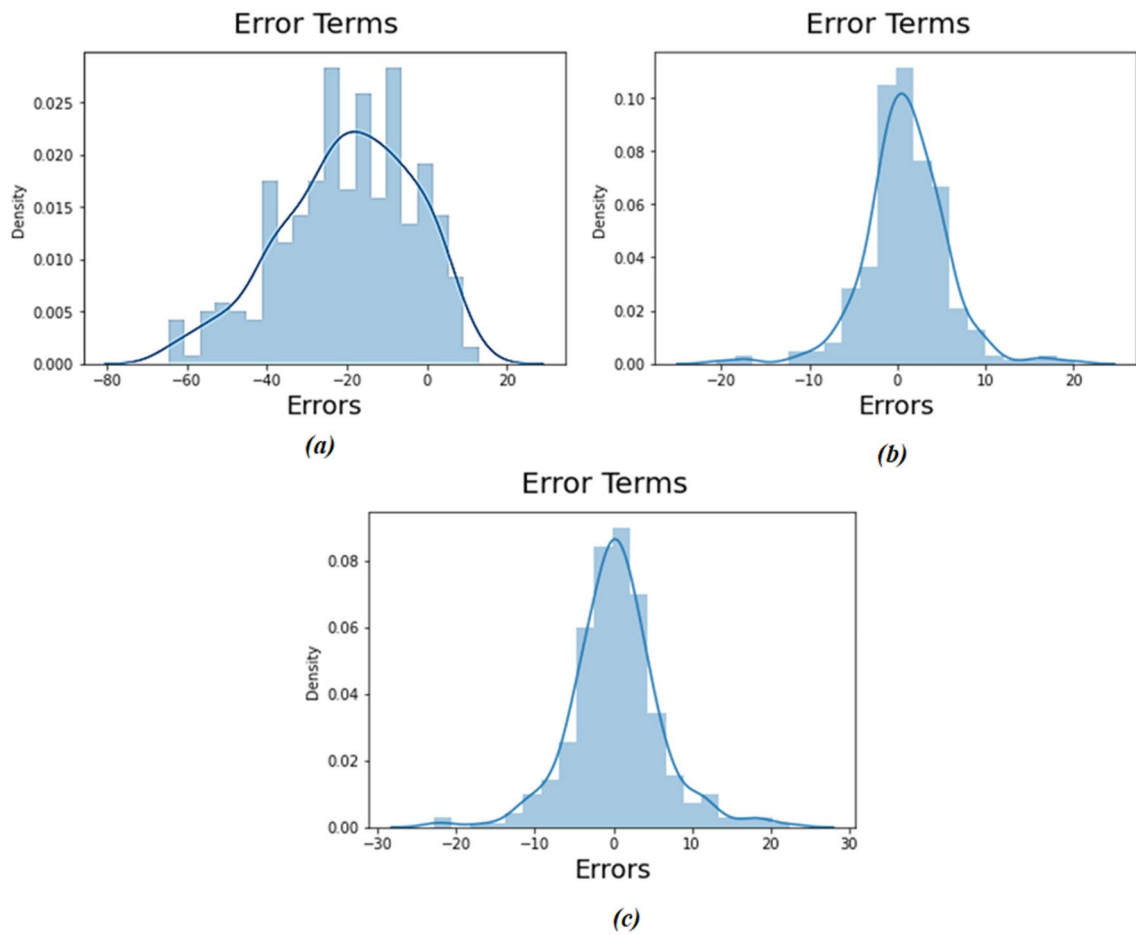 Error Terms
Density
0.025
0.020
0.015
0.010
0.005
0.000
−80 −60 −40 −20 0 20
Errors
(a)
Error Terms
Density
0.10
0.08
0.06
0.04
0.02
0.00
−20 −10 0 10 20
Errors
(b)
Error Terms
Density
0.08
0.06
0.04
0.02
0.00
−30 −20 −10 0 10 20 30
Errors
(c)